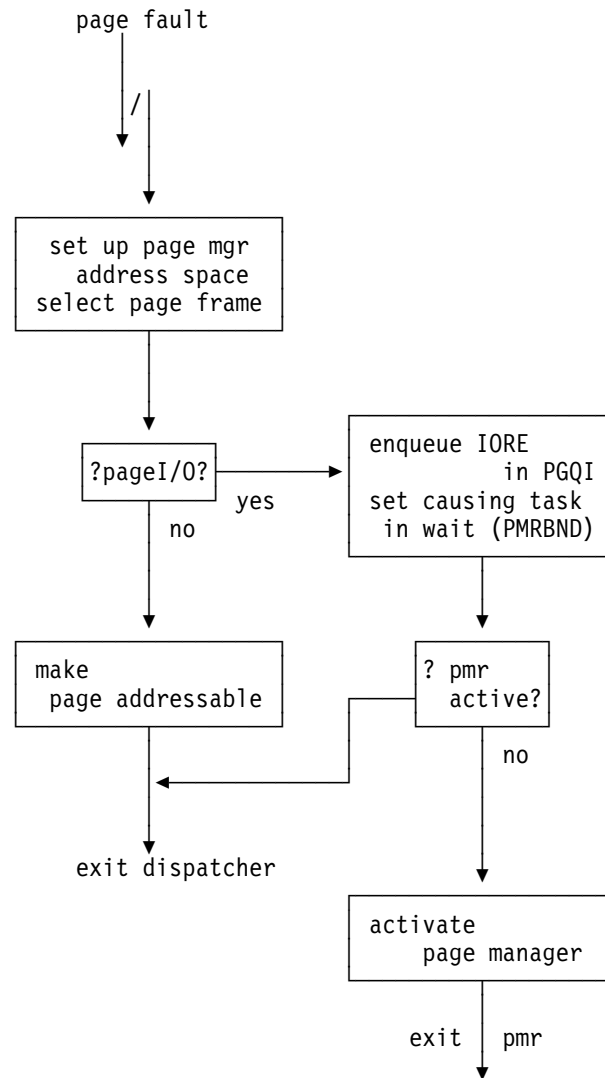 page fault
/
set up page mgr
address space
select page frame
?pageI/O?
yes
no
enqueue IORE
in PGQI
set causing task
in wait (PMRBND)
make
page addressable
? pmr
active?
no
exit dispatcher
activate
page manager
exit pmr